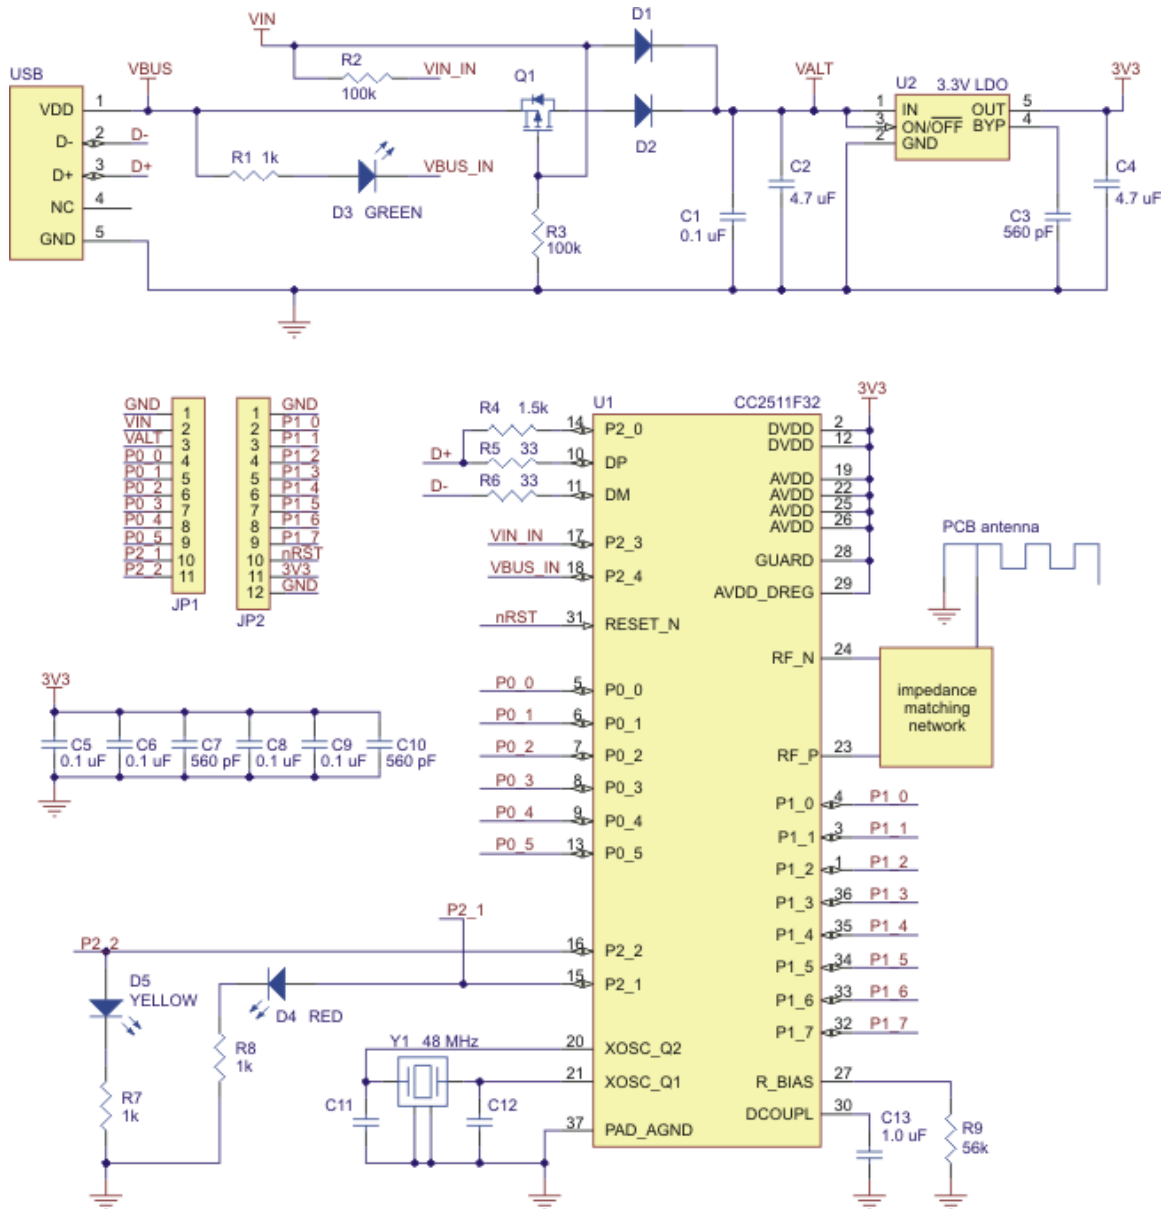 VIN
D1
R2
100k
VIN_IN
USB
VBUS
Q1
VALT
U2 3.3V LDO
3V3
VDD 1
D- 2 D-
D+ 3 D+
NC 4
GND 5
R1 1k
D3 GREEN
VBUS_IN
D2
R3
100k
C1
0.1 uF
C2
4.7 uF
1 IN OUT 5
3 ON/OFF BYP 4
2 GND
C3
560 pF
C4
4.7 uF
GND 1
VIN 2
VALT 3
P0_0 4
P0_1 5
P0_2 6
P0_3 7
P0_4 8
P0_5 9
P2_1 10
P2_2 11
JP1
1 GND
2 P1_0
3 P1_1
4 P1_2
5 P1_3
6 P1_4
7 P1_5
8 P1_6
9 P1_7
10 nRST
11 3V3
12 GND
JP2
U1 CC2511F32
3V3
R4 1.5k 14 P2_0
D+ R5 33 10 DP
D- R6 33 11 DM
VIN_IN 17 P2_3
VBUS_IN 18 P2_4
nRST 31 RESET_N
P0_0 5 P0_0
P0_1 6 P0_1
P0_2 7 P0_2
P0_3 8 P0_3
P0_4 9 P0_4
P0_5 13 P0_5
P2_1
P2_2 16 P2_2
15 P2_1
20 XOSC_Q2
21 XOSC_Q1
37 PAD_AGND
DVDD 2
DVDD 12
AVDD 19
AVDD 22
AVDD 25
AVDD 26
GUARD 28
AVDD_DREG 29
RF_N 24
RF_P 23
P1_0 4 P1_0
P1_1 3 P1_1
P1_2 1 P1_2
P1_3 36 P1_3
P1_4 35 P1_4
P1_5 34 P1_5
P1_6 33 P1_6
P1_7 32 P1_7
R_BIAS 27
DCOUPL 30
PCB antenna
impedance
matching
network
3V3
C5
0.1 uF
C6
0.1 uF
C7
560 pF
C8
0.1 uF
C9
0.1 uF
C10
560 pF
D5
YELLOW
D4 RED
R8
1k
R7
1k
Y1 48 MHz
C11
C12
C13
1.0 uF
R9
56k